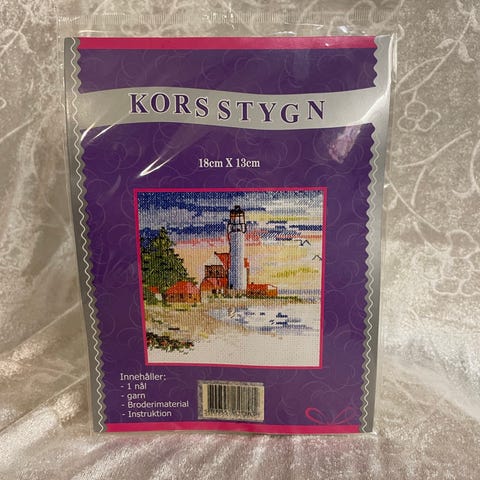 KORS STYGN
18cm X 13cm
Innehåller:
- 1 nål
- garn
- Broderimaterial
- Instruktion